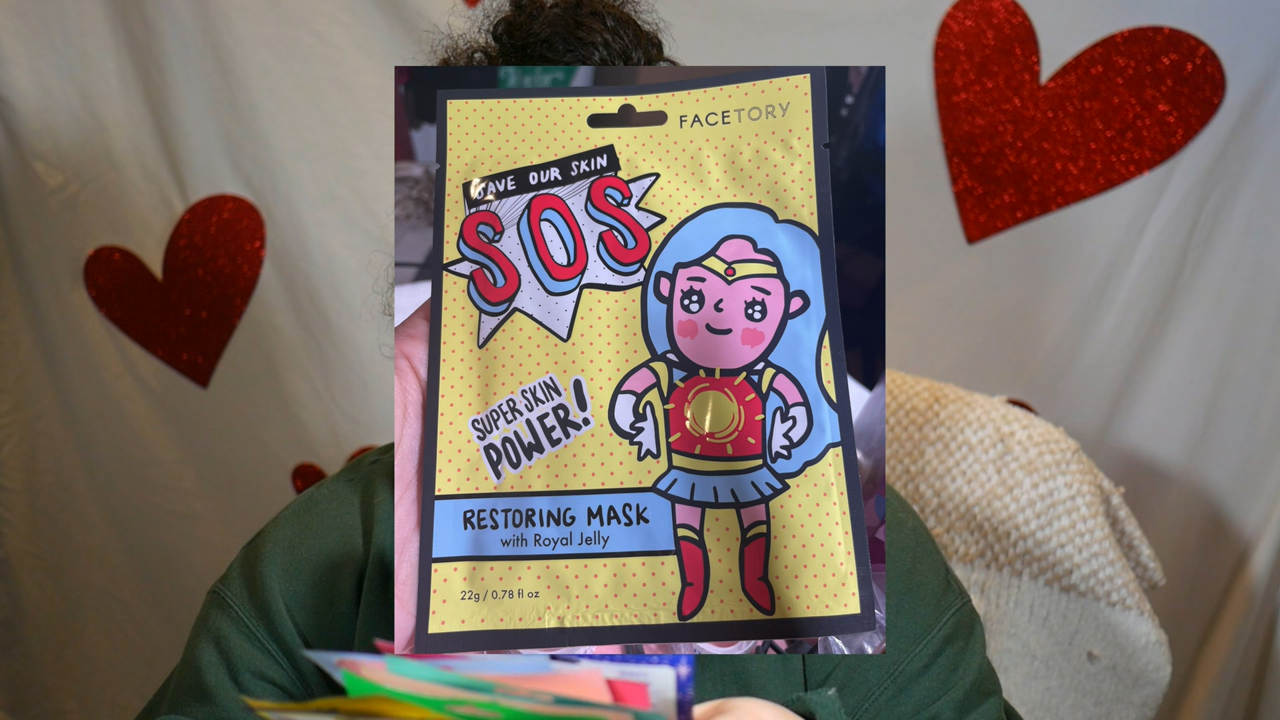 FACETORY
SAVE OUR SKIN
SOS
SUPER SKIN
POWER!
RESTORING MASK
with Royal Jelly
22g / 0.78 fl oz